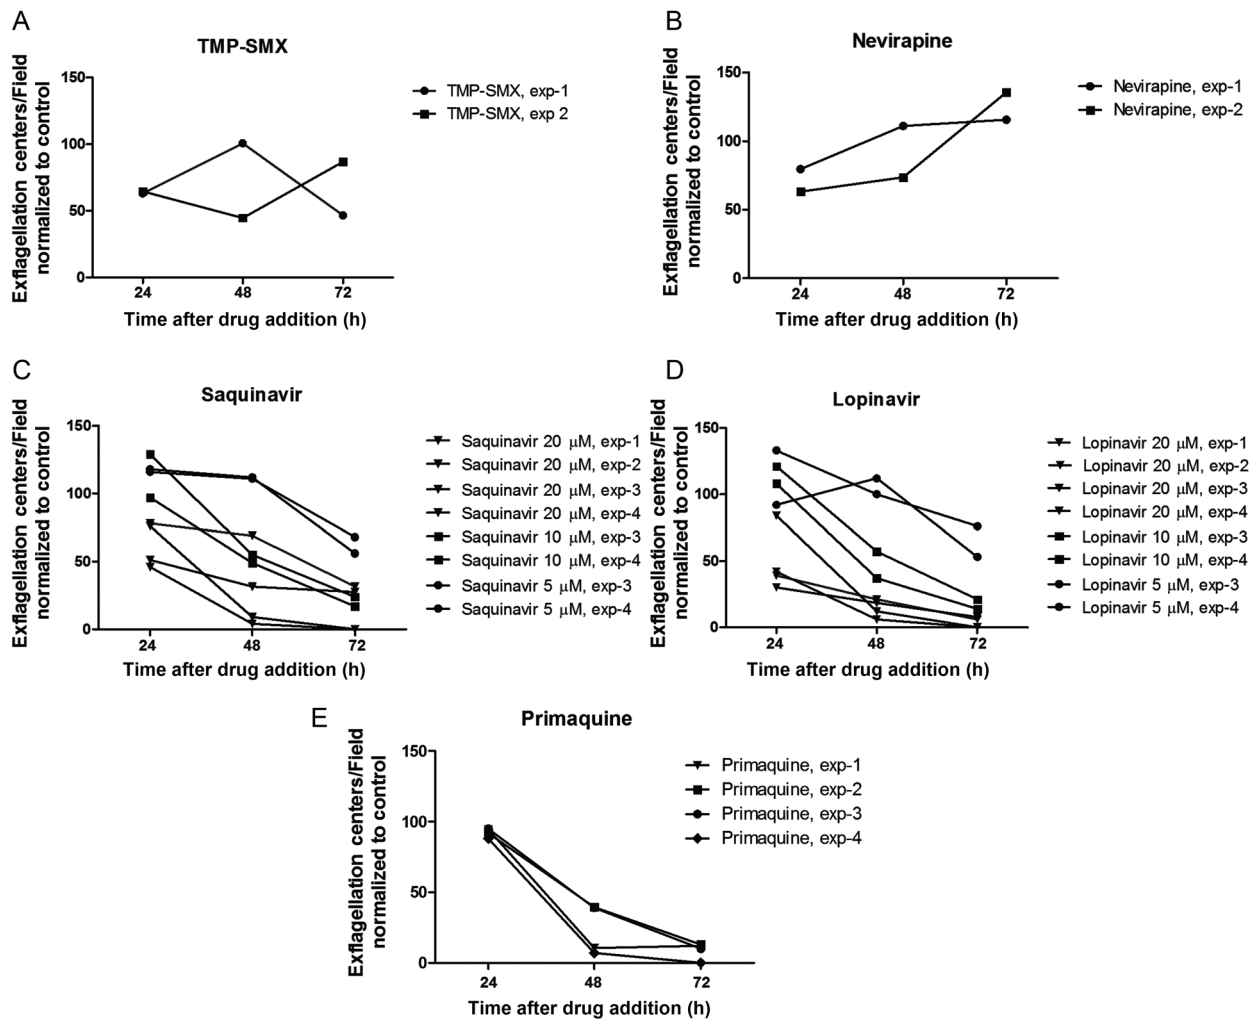 A
TMP-SMX
Exflagellation centers/Field
normalized to control
150
100
50
0
24
48
72
Time after drug addition (h)
TMP-SMX, exp-1
TMP-SMX, exp 2
B
Nevirapine
Exflagellation centers/Field
normalized to control
150
100
50
0
24
48
72
Time after drug addition (h)
Nevirapine, exp-1
Nevirapine, exp-2
C
Saquinavir
Exflagellation centers/Field
normalized to control
150
100
50
0
24
48
72
Time after drug addition (h)
Saquinavir 20 μM, exp-1
Saquinavir 20 μM, exp-2
Saquinavir 20 μM, exp-3
Saquinavir 20 μM, exp-4
Saquinavir 10 μM, exp-3
Saquinavir 10 μM, exp-4
Saquinavir 5 μM, exp-3
Saquinavir 5 μM, exp-4
D
Lopinavir
Exflagellation centers/Field
normalized to control
150
100
50
0
24
48
72
Time after drug addition (h)
Lopinavir 20 μM, exp-1
Lopinavir 20 μM, exp-2
Lopinavir 20 μM, exp-3
Lopinavir 20 μM, exp-4
Lopinavir 10 μM, exp-3
Lopinavir 10 μM, exp-4
Lopinavir 5 μM, exp-3
Lopinavir 5 μM, exp-4
E
Primaquine
Exflagellation centers/Field
normalized to control
150
100
50
0
24
48
72
Time after drug addition (h)
Primaquine, exp-1
Primaquine, exp-2
Primaquine, exp-3
Primaquine, exp-4